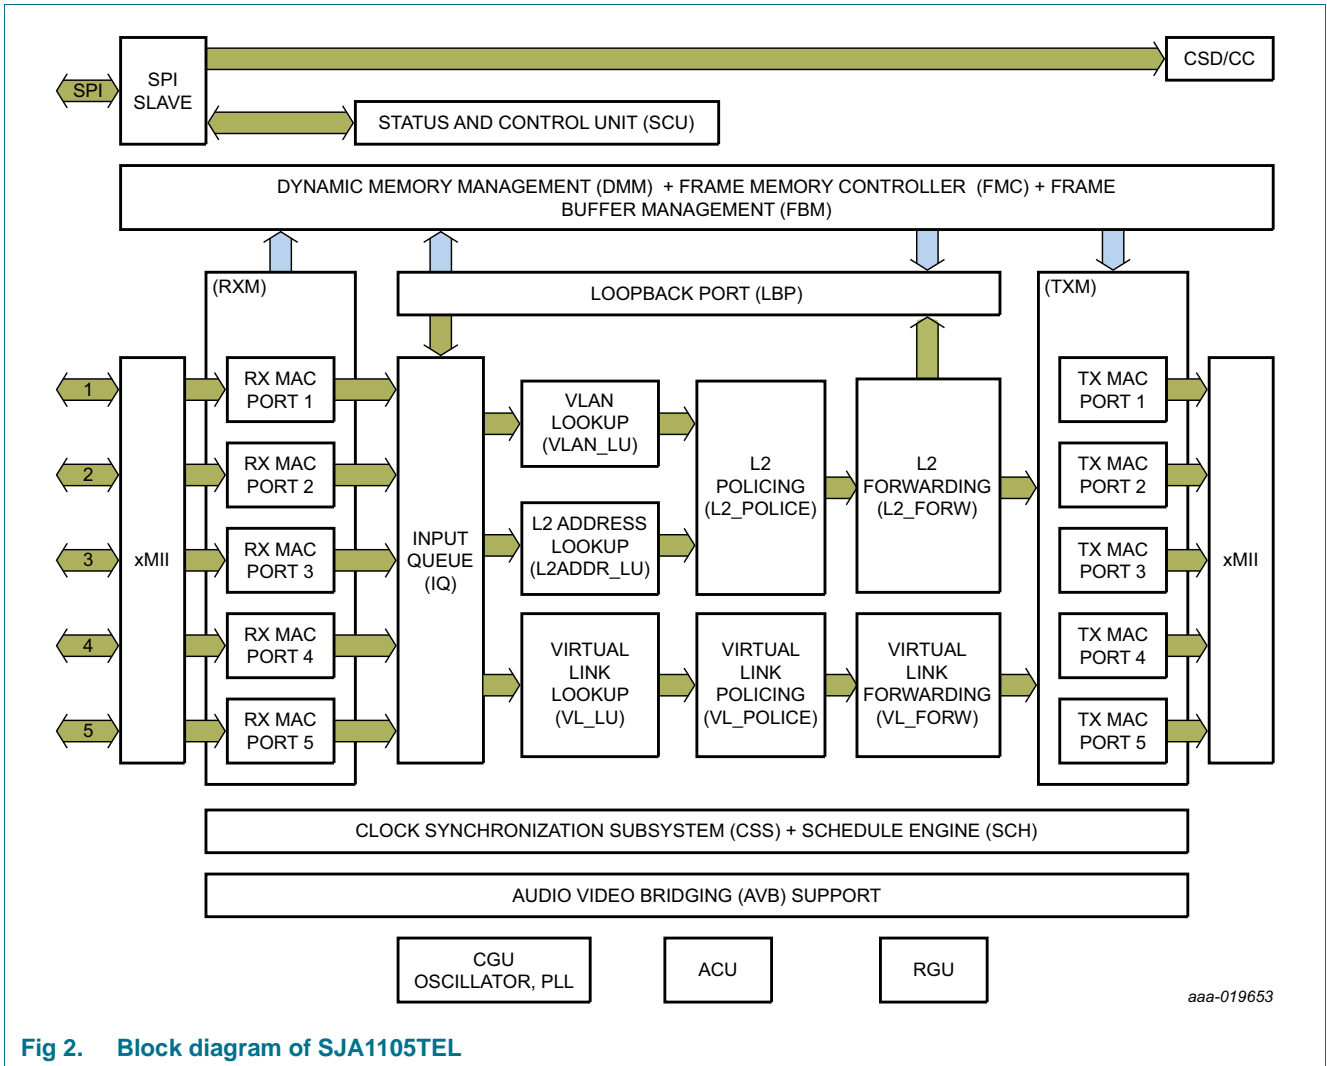 SPI
SPI
SLAVE
CSD/CC
STATUS AND CONTROL UNIT (SCU)
DYNAMIC MEMORY MANAGEMENT (DMM) + FRAME MEMORY CONTROLLER (FMC) + FRAME
BUFFER MANAGEMENT (FBM)
(RXM)
LOOPBACK PORT (LBP)
(TXM)
1
2
3
4
5
xMII
RX MAC
PORT 1
RX MAC
PORT 2
RX MAC
PORT 3
RX MAC
PORT 4
RX MAC
PORT 5
INPUT
QUEUE
(IQ)
VLAN
LOOKUP
(VLAN_LU)
L2 ADDRESS
LOOKUP
(L2ADDR_LU)
VIRTUAL
LINK
LOOKUP
(VL_LU)
L2
POLICING
(L2_POLICE)
VIRTUAL
LINK
POLICING
(VL_POLICE)
L2
FORWARDING
(L2_FORW)
VIRTUAL
LINK
FORWARDING
(VL_FORW)
TX MAC
PORT 1
TX MAC
PORT 2
TX MAC
PORT 3
TX MAC
PORT 4
TX MAC
PORT 5
xMII
CLOCK SYNCHRONIZATION SUBSYSTEM (CSS) + SCHEDULE ENGINE (SCH)
AUDIO VIDEO BRIDGING (AVB) SUPPORT
CGU
OSCILLATOR, PLL
ACU
RGU
aaa-019653
Fig 2. Block diagram of SJA1105TEL